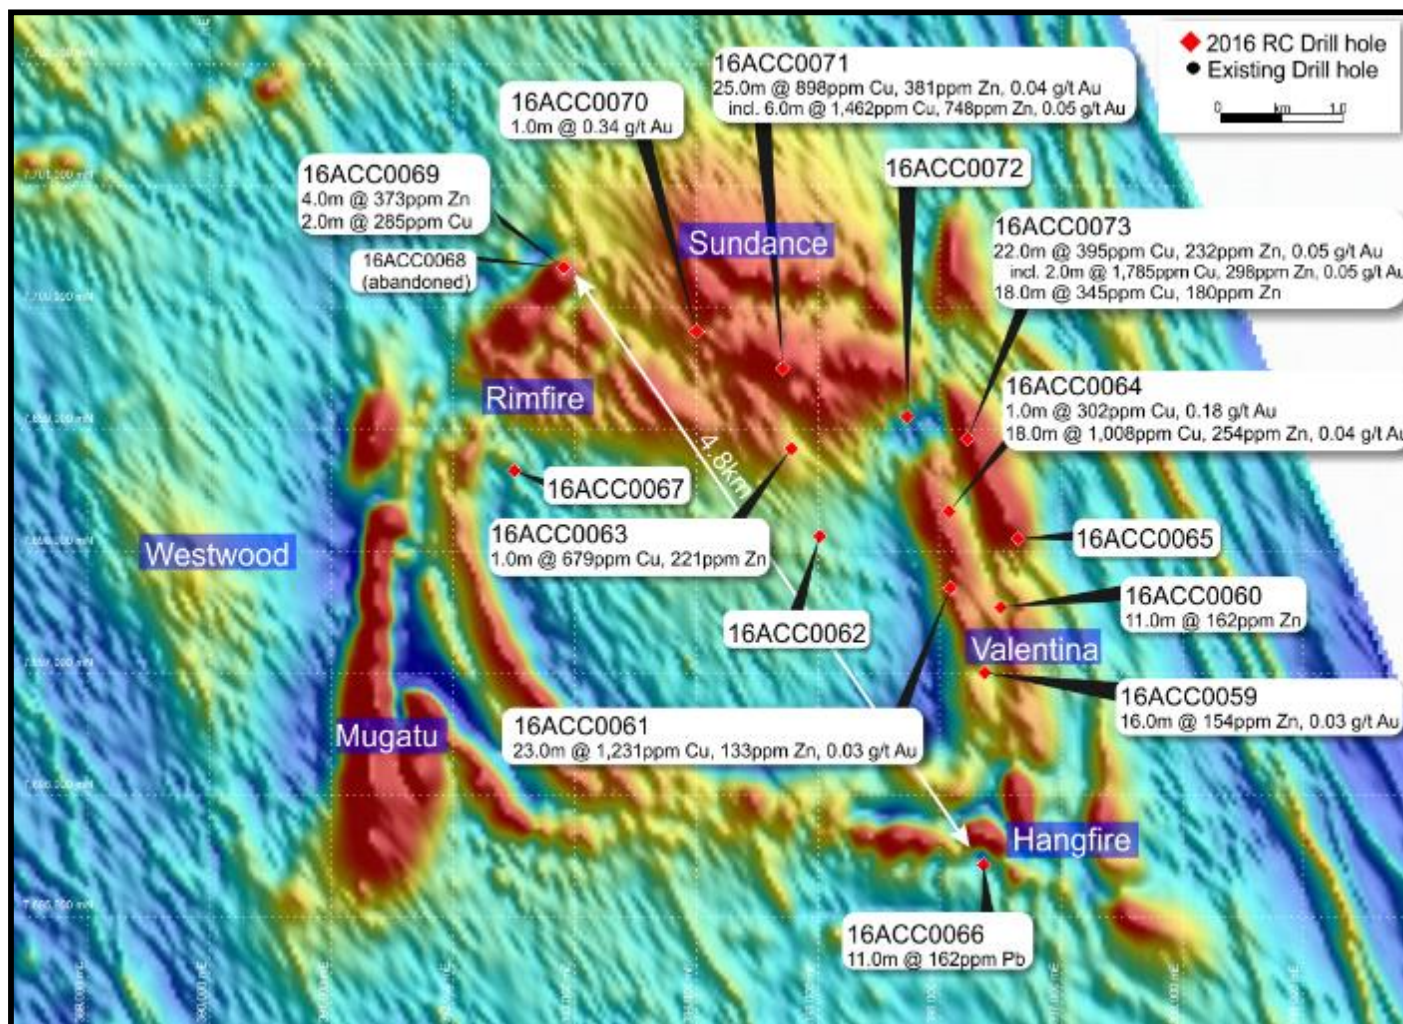 2016 RC Drill hole
Existing Drill hole
0 km 1.0
16ACC0071
25.0m @ 898ppm Cu, 381ppm Zn, 0.04 g/t Au
incl. 6.0m @ 1,462ppm Cu, 748ppm Zn, 0.05 g/t Au
16ACC0070
1.0m @ 0.34 g/t Au
16ACC0072
16ACC0069
4.0m @ 373ppm Zn
2.0m @ 285ppm Cu
16ACC0068
(abandoned)
Sundance
16ACC0073
22.0m @ 395ppm Cu, 232ppm Zn, 0.05 g/t Au
incl. 2.0m @ 1,785ppm Cu, 298ppm Zn, 0.05 g/t Au
18.0m @ 345ppm Cu, 180ppm Zn
Rimfire
16ACC0064
1.0m @ 302ppm Cu, 0.18 g/t Au
18.0m @ 1,008ppm Cu, 254ppm Zn, 0.04 g/t Au
4.8km
16ACC0067
16ACC0063
1.0m @ 679ppm Cu, 221ppm Zn
Westwood
16ACC0065
16ACC0060
11.0m @ 162ppm Zn
16ACC0062
Valentina
16ACC0059
16.0m @ 154ppm Zn, 0.03 g/t Au
16ACC0061
23.0m @ 1,231ppm Cu, 133ppm Zn, 0.03 g/t Au
Mugatu
Hangfire
16ACC0066
11.0m @ 162ppm Pb